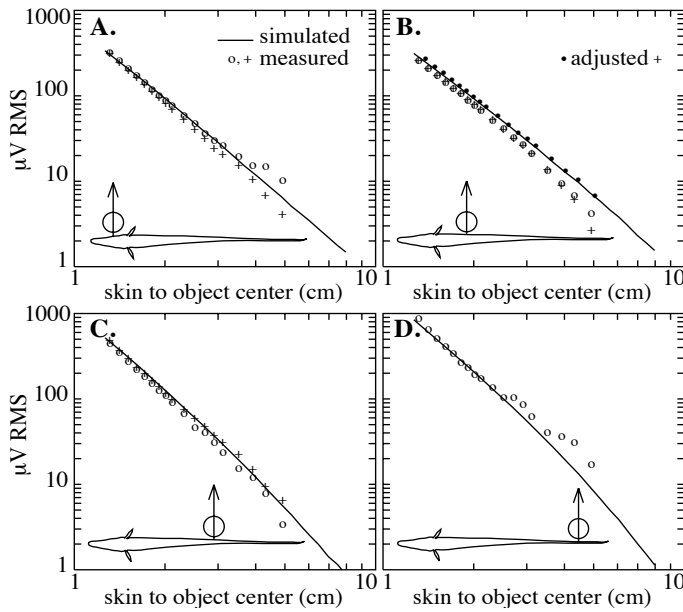 1000
A.
— simulated
o, + measured
B.
• adjusted +
100
µV RMS
10
1
1
10
1
10
skin to object center (cm)
skin to object center (cm)
1000
C.
D.
100
µV RMS
10
1
1
10
1
10
skin to object center (cm)
skin to object center (cm)